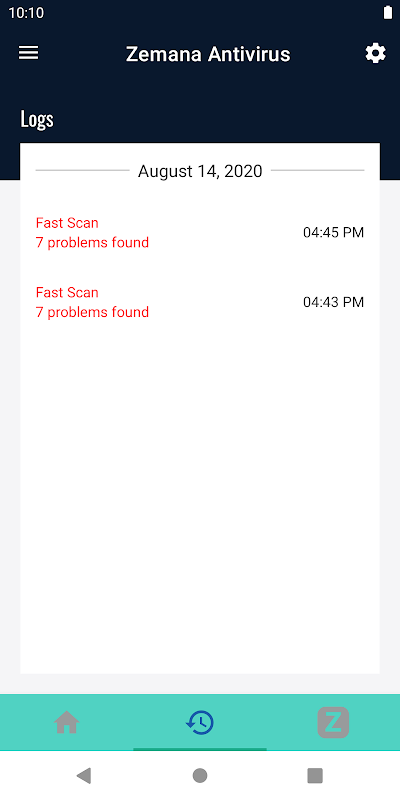 10:10
Zemana Antivirus
Logs
August 14, 2020
Fast Scan
7 problems found
04:45 PM
Fast Scan
7 problems found
04:43 PM
Z